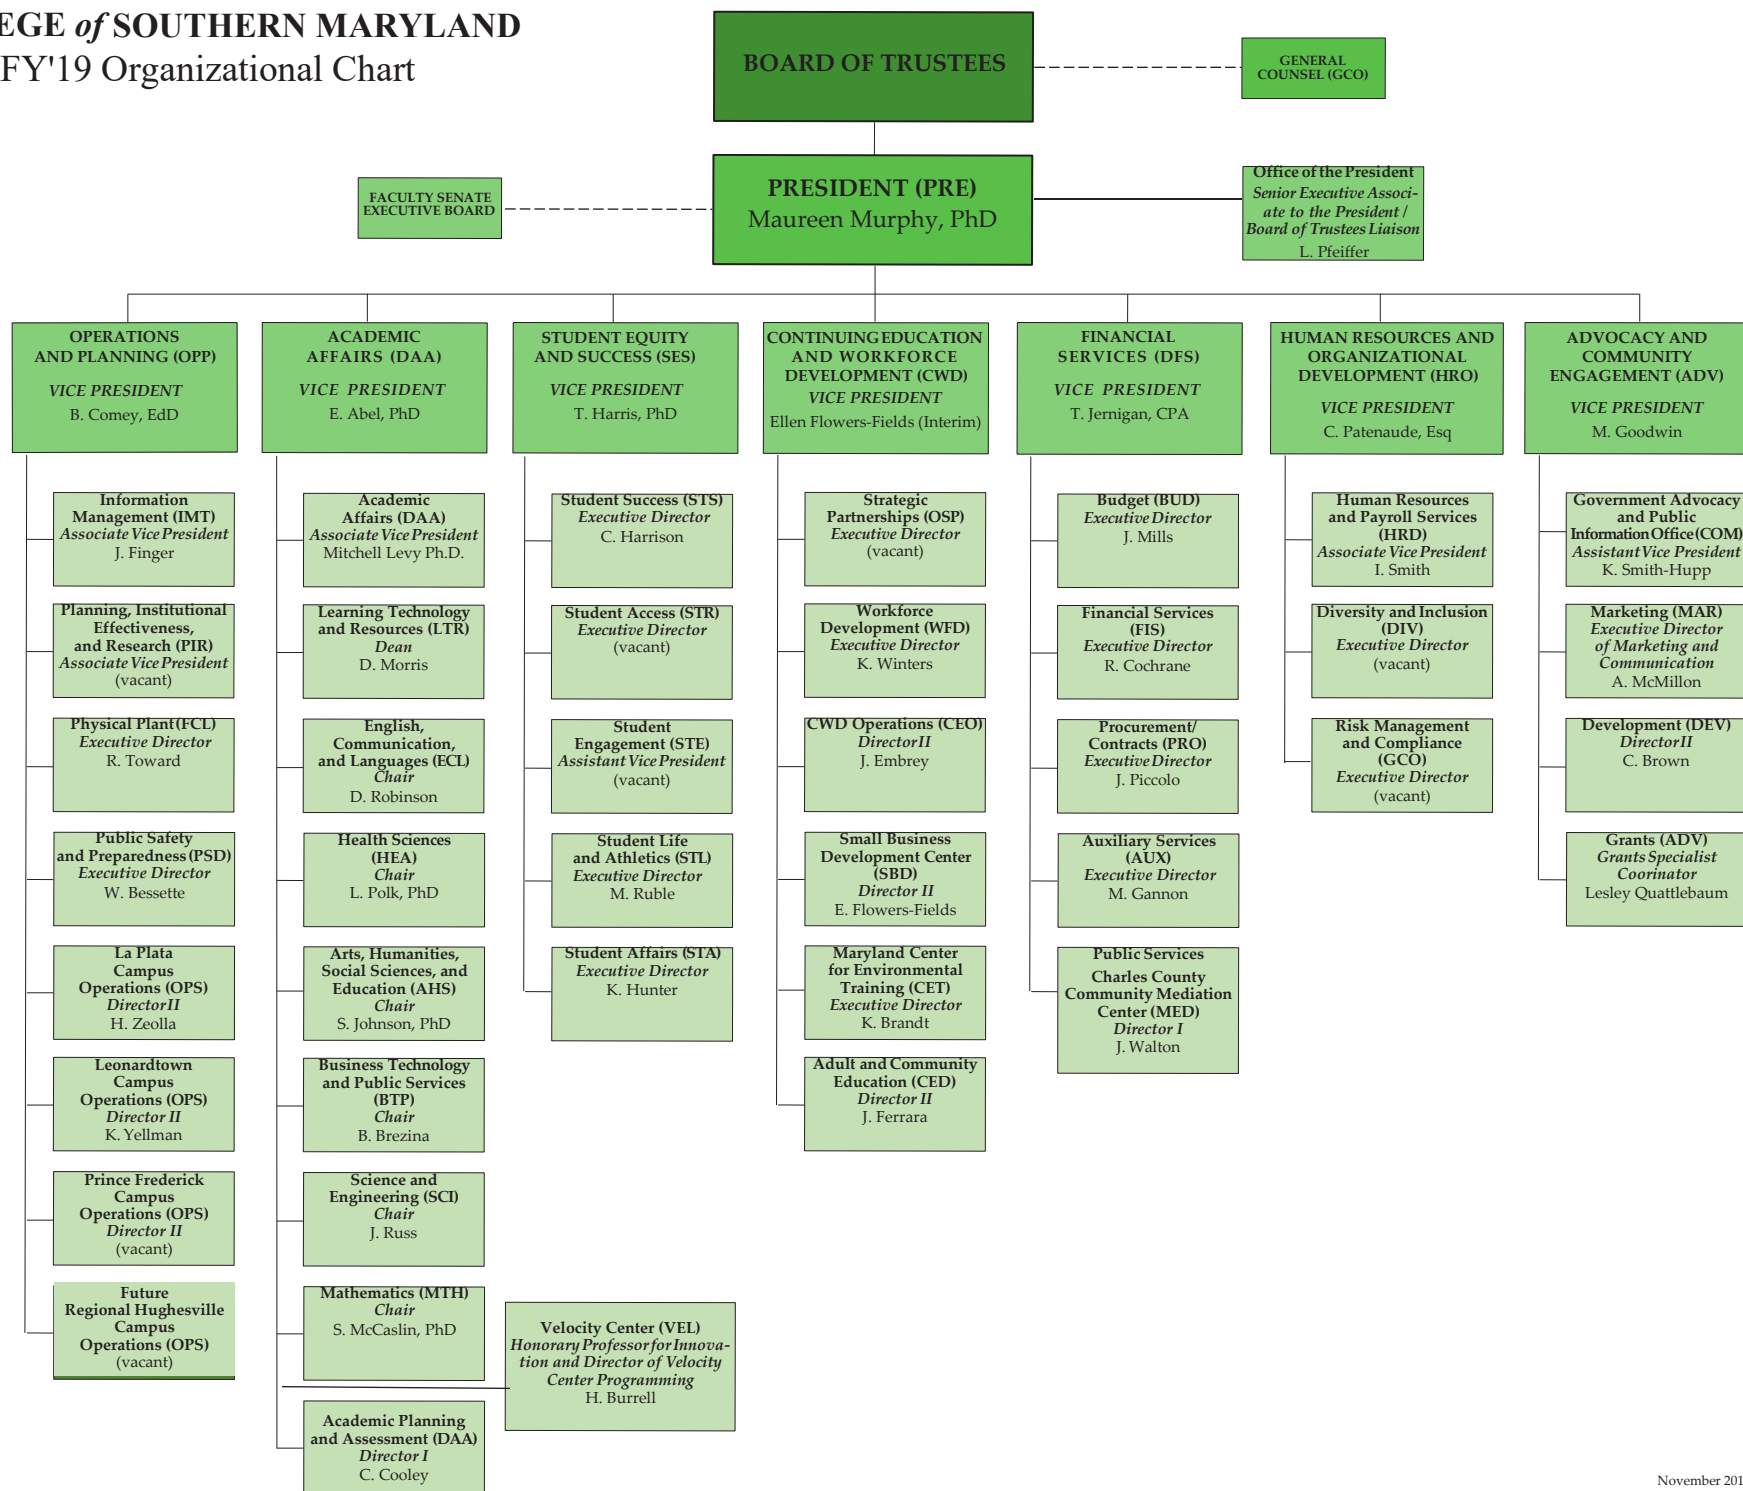 EGE of SOUTHERN MARYLAND
FY'19 Organizational Chart
BOARD OF TRUSTEES
GENERAL
COUNSEL (GCO)
FACULTY SENATE
EXECUTIVE BOARD
PRESIDENT (PRE)
Maureen Murphy, PhD
Office of the President
Senior Executive Associ-
ate to the President /
Board of Trustees Liaison
L. Pfeiffer
OPERATIONS
AND PLANNING (OPP)
VICE PRESIDENT
B. Comey, EdD
ACADEMIC
AFFAIRS (DAA)
VICE PRESIDENT
E. Abel, PhD
STUDENT EQUITY
AND SUCCESS (SES)
VICE PRESIDENT
T. Harris, PhD
CONTINUING EDUCATION
AND WORKFORCE
DEVELOPMENT (CWD)
VICE PRESIDENT
Ellen Flowers-Fields (Interim)
FINANCIAL
SERVICES (DFS)
VICE PRESIDENT
T. Jernigan, CPA
HUMAN RESOURCES AND
ORGANIZATIONAL
DEVELOPMENT (HRO)
VICE PRESIDENT
C. Patenaude, Esq
ADVOCACY AND
COMMUNITY
ENGAGEMENT (ADV)
VICE PRESIDENT
M. Goodwin
Information
Management (IMT)
Associate Vice President
J. Finger
Planning, Institutional
Effectiveness,
and Research (PIR)
Associate Vice President
(vacant)
Physical Plant (FCL)
Executive Director
R. Toward
Public Safety
and Preparedness (PSD)
Executive Director
W. Bessette
La Plata
Campus
Operations (OPS)
Director II
H. Zeolla
Leonardtown
Campus
Operations (OPS)
Director II
K. Yellman
Prince Frederick
Campus
Operations (OPS)
Director II
(vacant)
Future
Regional Hughesville
Campus
Operations (OPS)
(vacant)
Academic
Affairs (DAA)
Associate Vice President
Mitchell Levy Ph.D.
Learning Technology
and Resources (LTR)
Dean
D. Morris
English,
Communication,
and Languages (ECL)
Chair
D. Robinson
Health Sciences
(HEA)
Chair
L. Polk, PhD
Arts, Humanities,
Social Sciences, and
Education (AHS)
Chair
S. Johnson, PhD
Business Technology
and Public Services
(BTP)
Chair
B. Brezina
Science and
Engineering (SCI)
Chair
J. Russ
Mathematics (MTH)
Chair
S. McCaslin, PhD
Velocity Center (VEL)
Honorary Professor for Innova-
tion and Director of Velocity
Center Programming
H. Burrell
Academic Planning
and Assessment (DAA)
Director I
C. Cooley
Student Success (STS)
Executive Director
C. Harrison
Student Access (STR)
Executive Director
(vacant)
Student
Engagement (STE)
Assistant Vice President
(vacant)
Student Life
and Athletics (STL)
Executive Director
M. Ruble
Student Affairs (STA)
Executive Director
K. Hunter
Strategic
Partnerships (OSP)
Executive Director
(vacant)
Workforce
Development (WFD)
Executive Director
K. Winters
CWD Operations (CEO)
Director II
J. Embrey
Small Business
Development Center
(SBD)
Director II
E. Flowers-Fields
Maryland Center
for Environmental
Training (CET)
Executive Director
K. Brandt
Adult and Community
Education (CED)
Director II
J. Ferrara
Budget (BUD)
Executive Director
J. Mills
Financial Services
(FIS)
Executive Director
R. Cochrane
Procurement/
Contracts (PRO)
Executive Director
J. Piccolo
Auxiliary Services
(AUX)
Executive Director
M. Gannon
Public Services
Charles County
Community Mediation
Center (MED)
Director I
J. Walton
Human Resources
and Payroll Services
(HRD)
Associate Vice President
I. Smith
Diversity and Inclusion
(DIV)
Executive Director
(vacant)
Risk Management
and Compliance
(GCO)
Executive Director
(vacant)
Government Advocacy
and Public
Information Office (COM)
Assistant Vice President
K. Smith-Hupp
Marketing (MAR)
Executive Director
of Marketing and
Communication
A. McMillon
Development (DEV)
Director II
C. Brown
Grants (ADV)
Grants Specialist
Coorinator
Lesley Quattlebaum
November 201